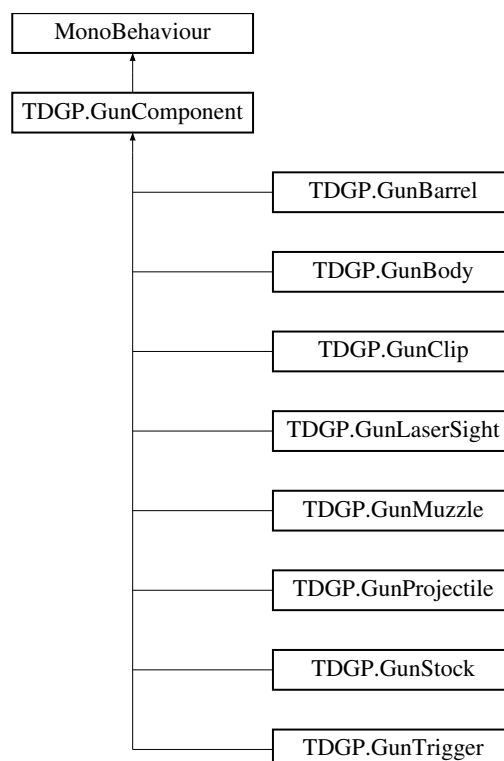 MonoBehaviour
TDGP.GunComponent
TDGP.GunBarrel
TDGP.GunBody
TDGP.GunClip
TDGP.GunLaserSight
TDGP.GunMuzzle
TDGP.GunProjectile
TDGP.GunStock
TDGP.GunTrigger